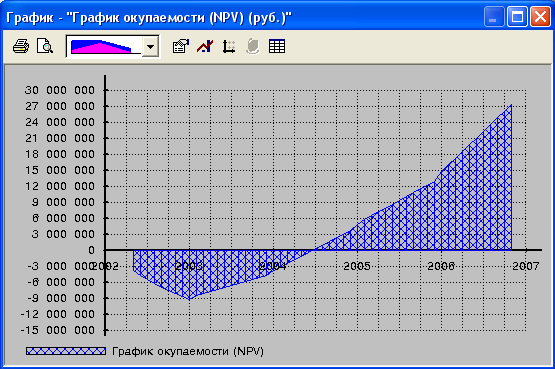 График - "График окупаемости (NPV) (руб.)"
30 000 000
27 000 000
24 000 000
21 000 000
18 000 000
15 000 000
12 000 000
9 000 000
6 000 000
3 000 000
0
-3 000 000
2002 2003 2004 2005 2006 2007
-6 000 000
-9 000 000
-12 000 000
-15 000 000
График окупаемости (NPV)